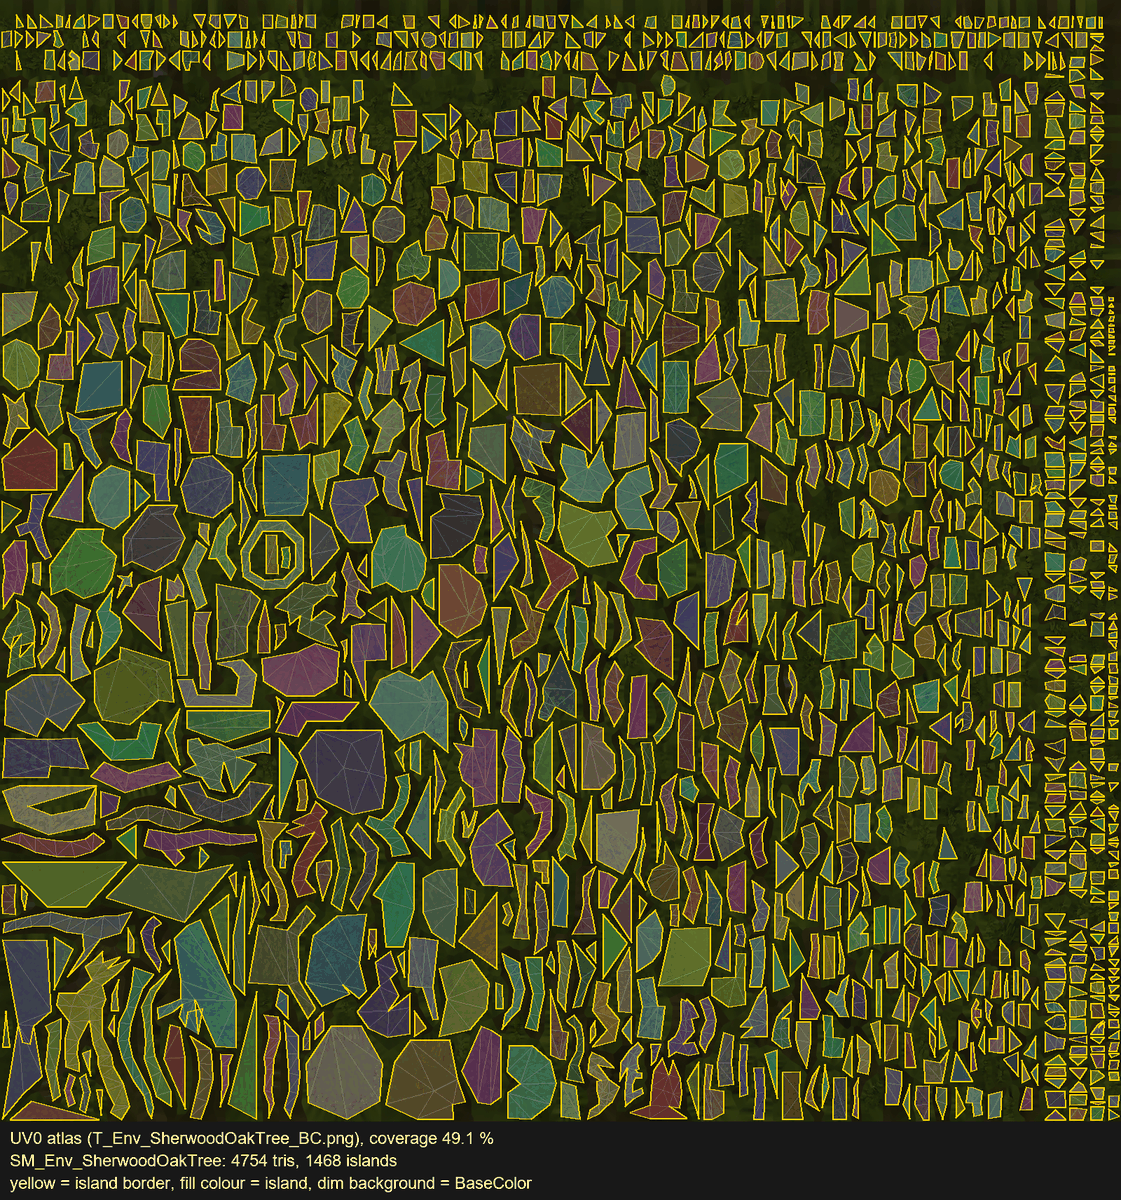 UV0 atlas (T_Env_SherwoodOakTree_BC.png), coverage 49.1 %
SM_Env_SherwoodOakTree: 4754 tris, 1468 islands
yellow = island border, fill colour = island, dim background = BaseColor